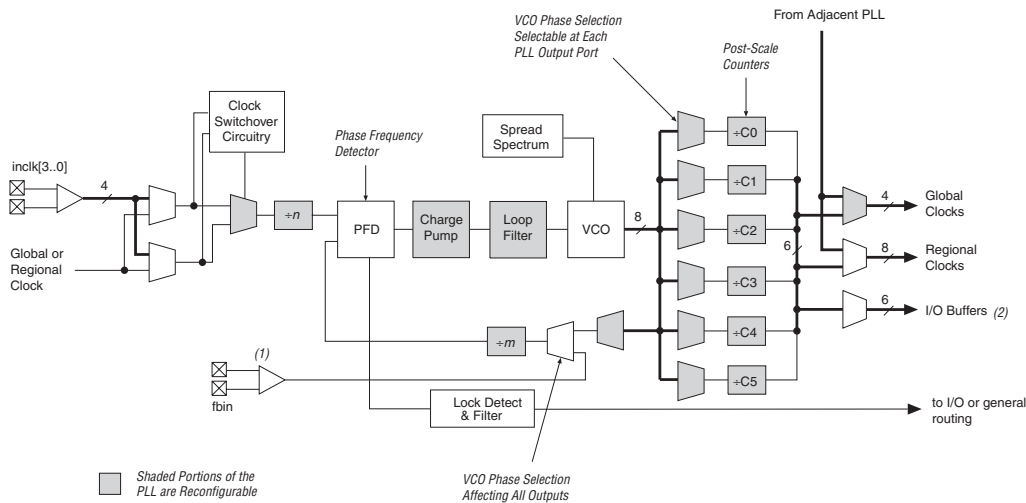 From Adjacent PLL
VCO Phase Selection
Selectable at Each
PLL Output Port
Post-Scale
Counters
Clock
Switchover
Circuitry
Phase Frequency
Detector
Spread
Spectrum
inclk[3..0]
4
÷n
PFD
Charge
Pump
Loop
Filter
VCO
8
÷C0
÷C1
÷C2
÷C3
÷C4
÷C5
6
4
Global
Clocks
8
Regional
Clocks
6
I/O Buffers (2)
Global or
Regional
Clock
÷m
(1)
fbin
Lock Detect
& Filter
to I/O or general
routing
Shaded Portions of the
PLL are Reconfigurable
VCO Phase Selection
Affecting All Outputs